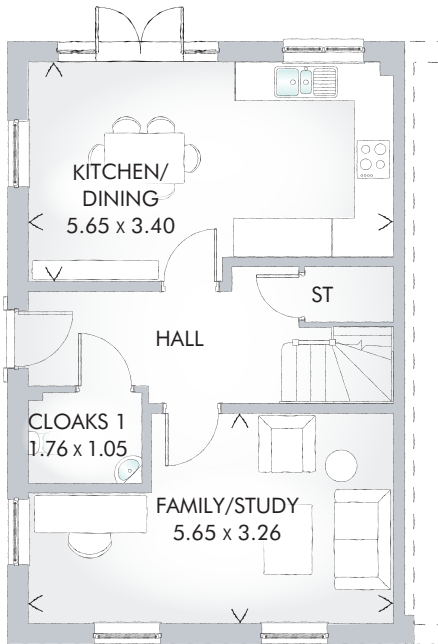 KITCHEN/
DINING
5.65 x 3.40
ST
HALL
CLOAKS 1
1.76 x 1.05
FAMILY/STUDY
5.65 x 3.26